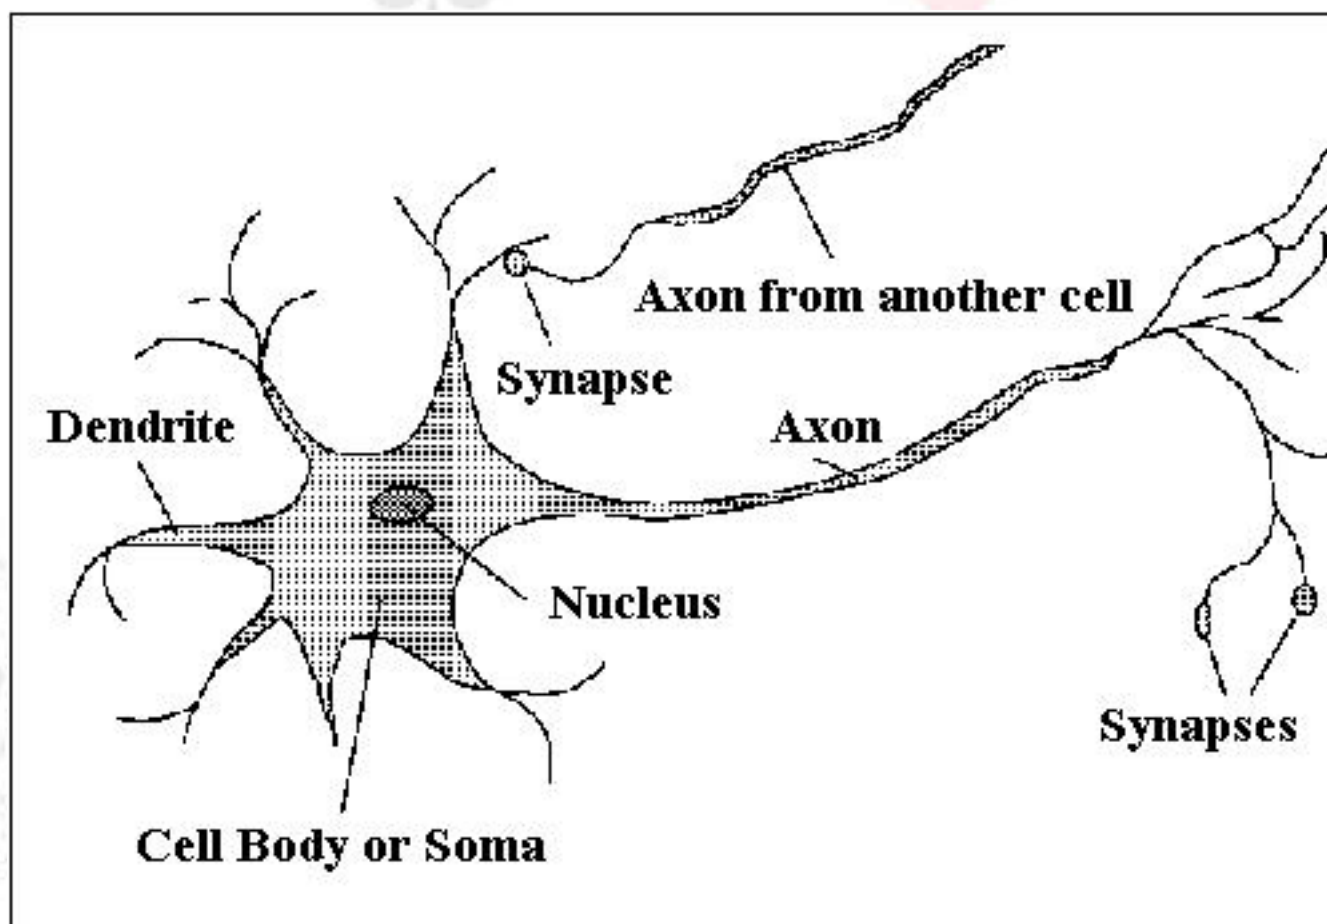 Axon from another cell
Synapse
Dendrite
Axon
Nucleus
Synapses
Cell Body or Soma